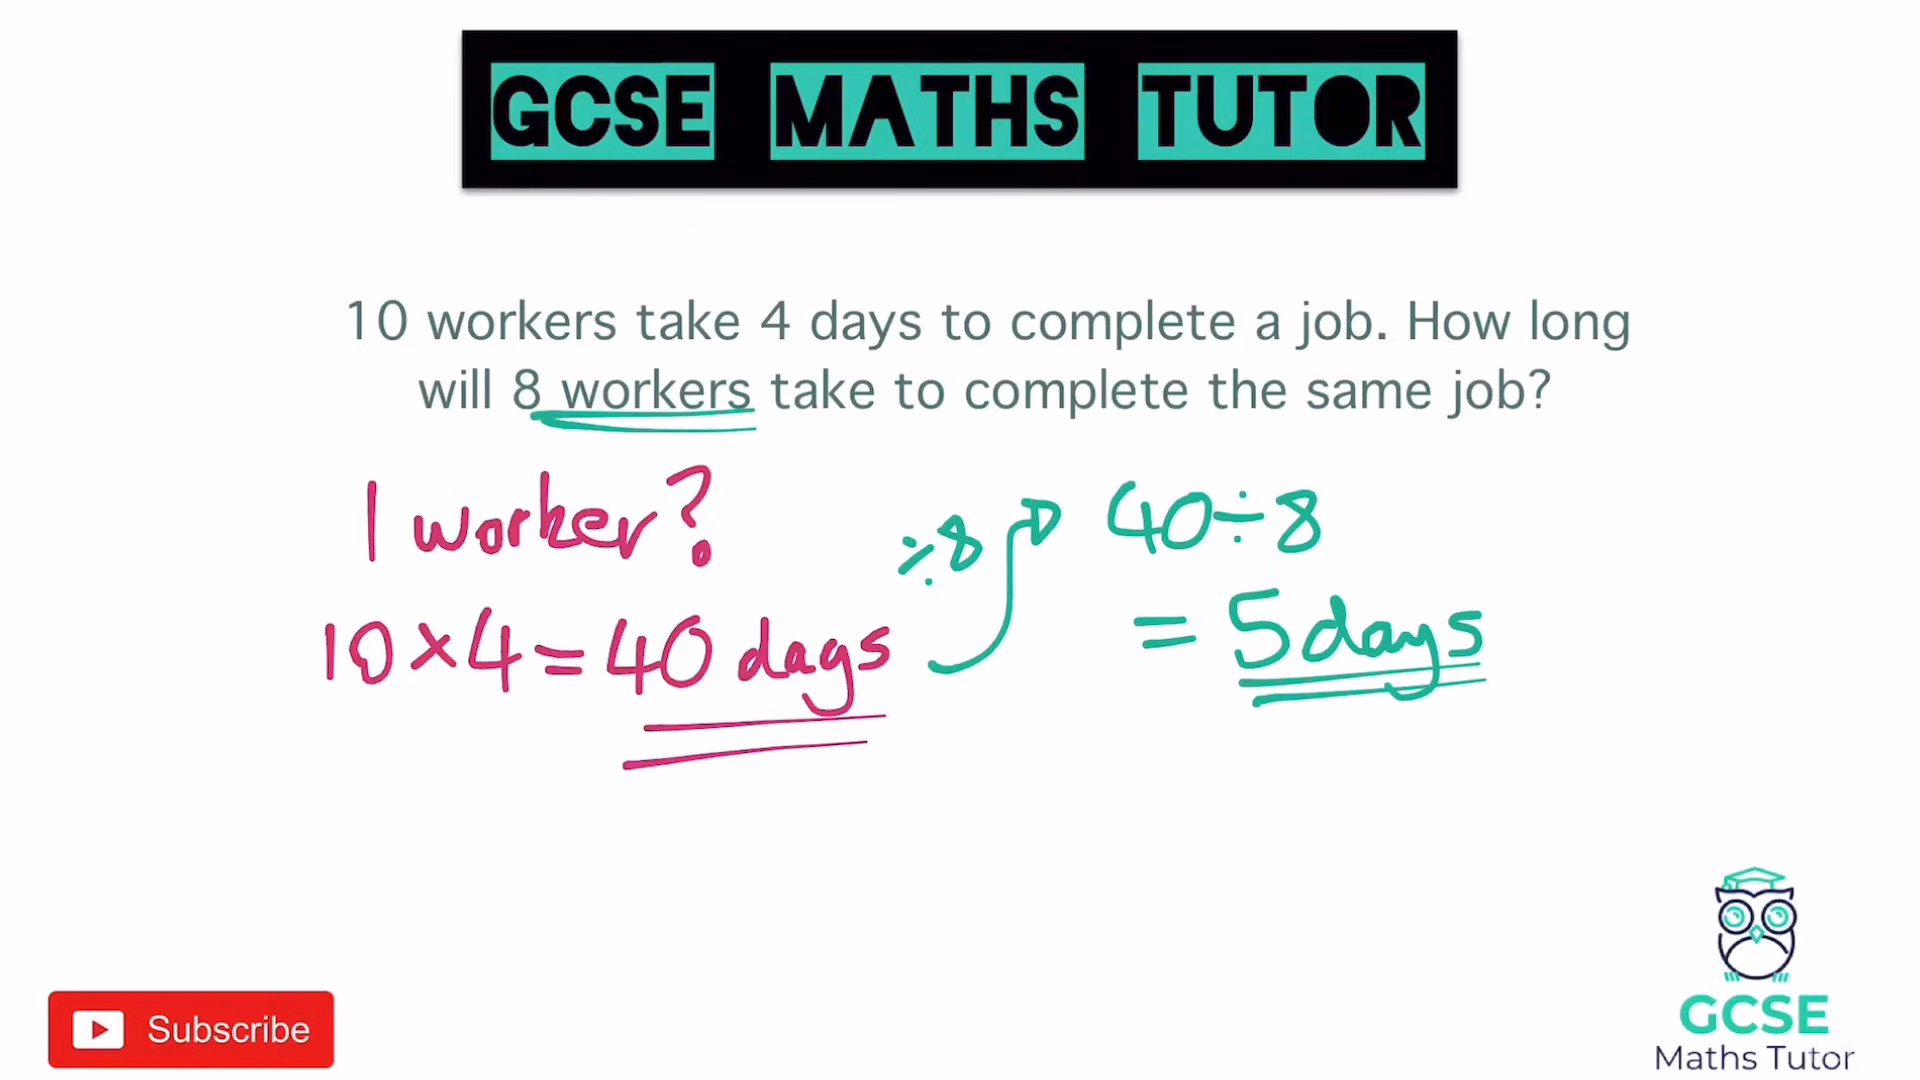 GCSE MATHS TUTOR
10 workers take 4 days to complete a job. How long
will 8 workers take to complete the same job?
1 worker?
10 × 4 = 40 days
÷8
40 ÷ 8
= 5 days
Subscribe
GCSE
Maths Tutor